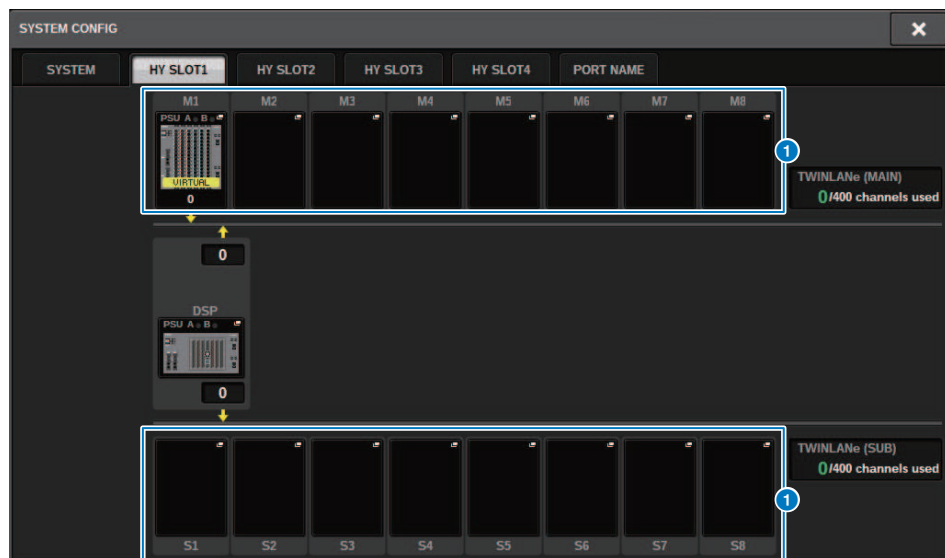 SYSTEM CONFIG
SYSTEM HY SLOT1 HY SLOT2 HY SLOT3 HY SLOT4 PORT NAME
M1 M2 M3 M4 M5 M6 M7 M8
PSU A B
VIRTUAL
0
1
TWINLANe (MAIN)
0/400 channels used
0
DSP
PSU A B
0
TWINLANe (SUB)
0/400 channels used
1
S1 S2 S3 S4 S5 S6 S7 S8